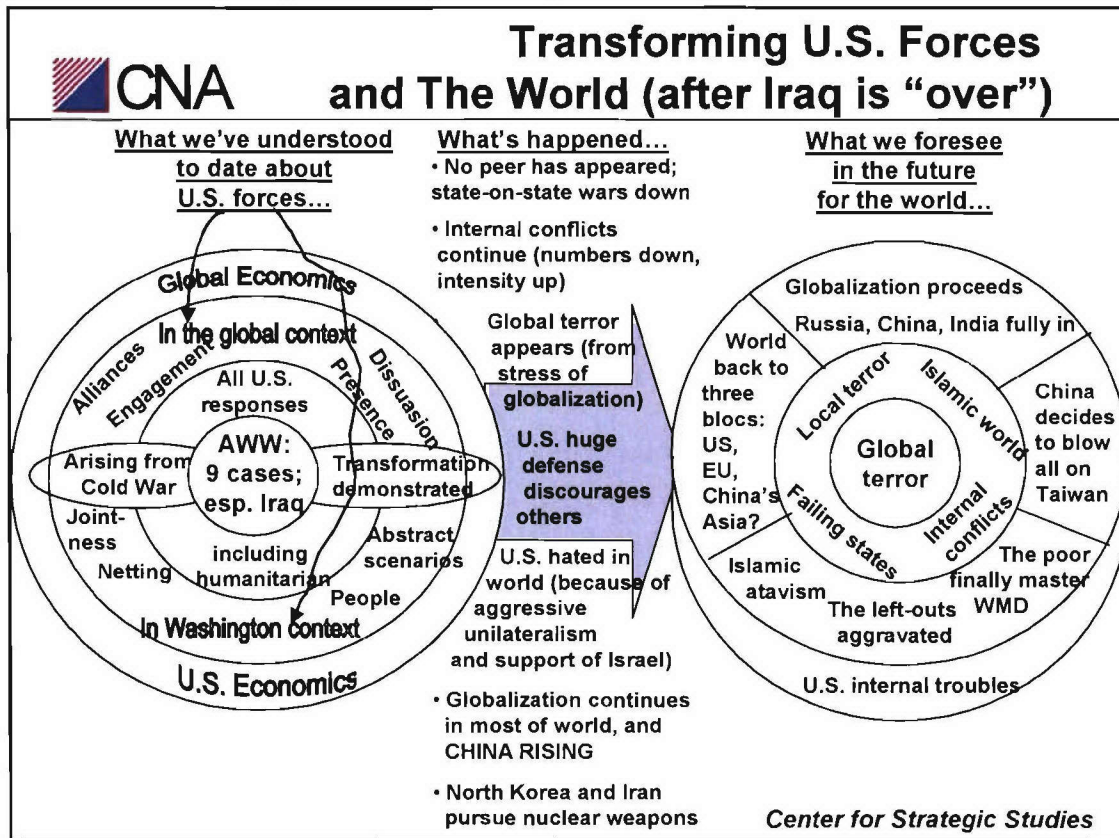 CNA
Transforming U.S. Forces
and The World (after Iraq is “over”)
What we've understood
to date about
U.S. forces...
Global Economics
In the global context
Alliances
Engagement
Dissuasion
Presence
All U.S.
responses
AWW:
9 cases;
esp. Iraq
Arising from
Cold War
Transformation
demonstrated
Joint-
ness
Netting
including
humanitarian
Abstract
scenarios
People
In Washington context
U.S. Economics
What's happened...
• No peer has appeared;
state-on-state wars down
• Internal conflicts
continue (numbers down,
intensity up)
Global terror
appears (from
stress of
globalization)
U.S. huge
defense
discourages
others
U.S. hated in
world (because of
aggressive
unilateralism
and support of Israel)
• Globalization continues
in most of world, and
CHINA RISING
• North Korea and Iran
pursue nuclear weapons
What we foresee
in the future
for the world...
Globalization proceeds
Russia, China, India fully in
World
back to
three
blocs:
US,
EU,
China's
Asia?
Local terror
Islamic world
Global
terror
Failing states
Internal
conflicts
China
decides
to blow
all on
Taiwan
Islamic
atavism
The left-outs
aggravated
The poor
finally master
WMD
U.S. internal troubles
Center for Strategic Studies